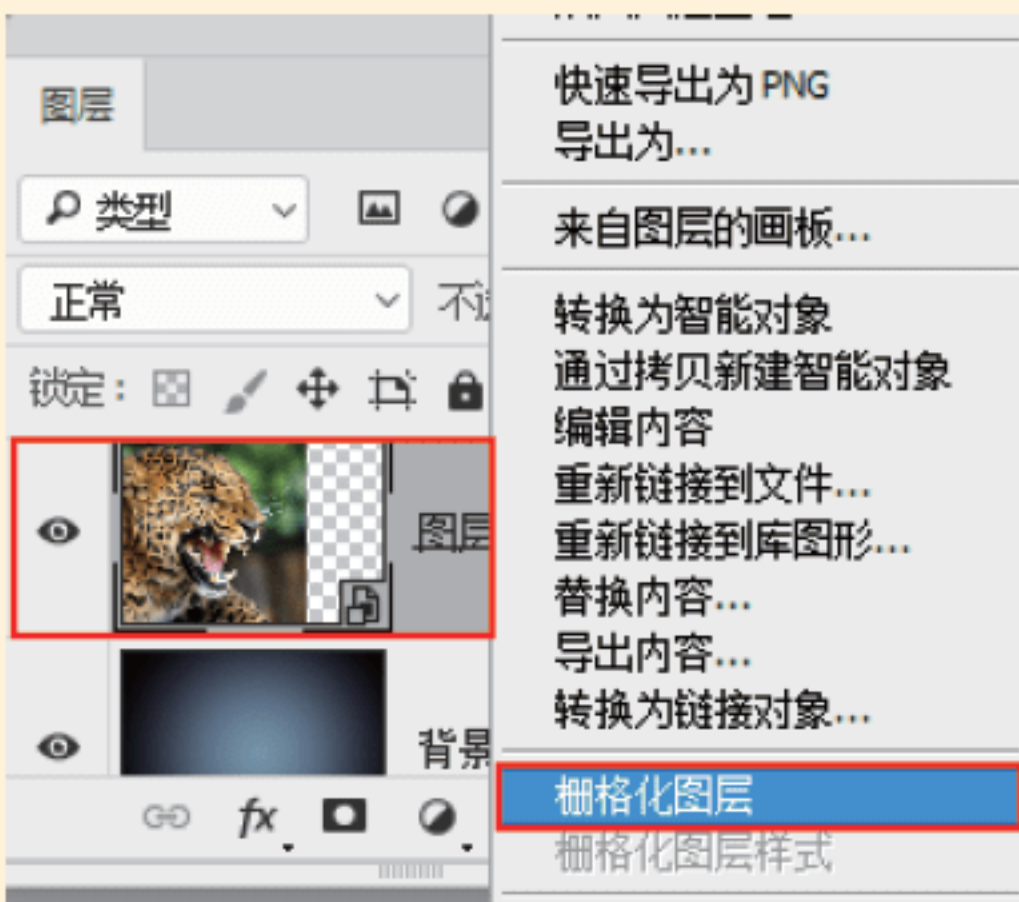 图层
类型
正常
锁定：
图层
背景
fx
快速导出为 PNG
导出为...
来自图层的画板...
转换为智能对象
通过拷贝新建智能对象
编辑内容
重新链接到文件...
重新链接到库图形...
替换内容...
导出内容...
转换为链接对象...
栅格化图层
栅格化图层样式